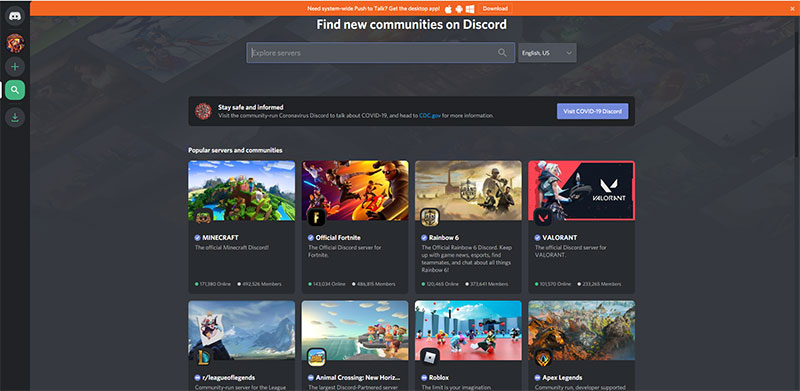 Need system-wide Push to Talk? Get the desktop app!
Download
Find new communities on Discord
Explore servers
English, US
Stay safe and informed
Visit the community-run Coronavirus Discord to talk about COVID-19, and head to CDC.gov for more information.
Visit COVID-19 Discord
Popular servers and communities
VALORANT
MINECRAFT
The official Minecraft Discord!
171,380 Online
492,526 Members
Official Fortnite
The Official Discord server for
Fortnite.
143,034 Online
486,815 Members
Rainbow 6
The Official Rainbow 6 Discord. Keep
up with game news, esports, find
teammates, and chat about all things
Rainbow 6!
120,465 Online
373,641 Members
VALORANT
The official Discord server for
VALORANT.
101,570 Online
233,265 Members
r/leagueoflegends
Community-run server for the League
Animal Crossing: New Horiz...
The largest Discord-Partnered server
Roblox
The limit is your imagination.
Apex Legends
Community run, developer supported